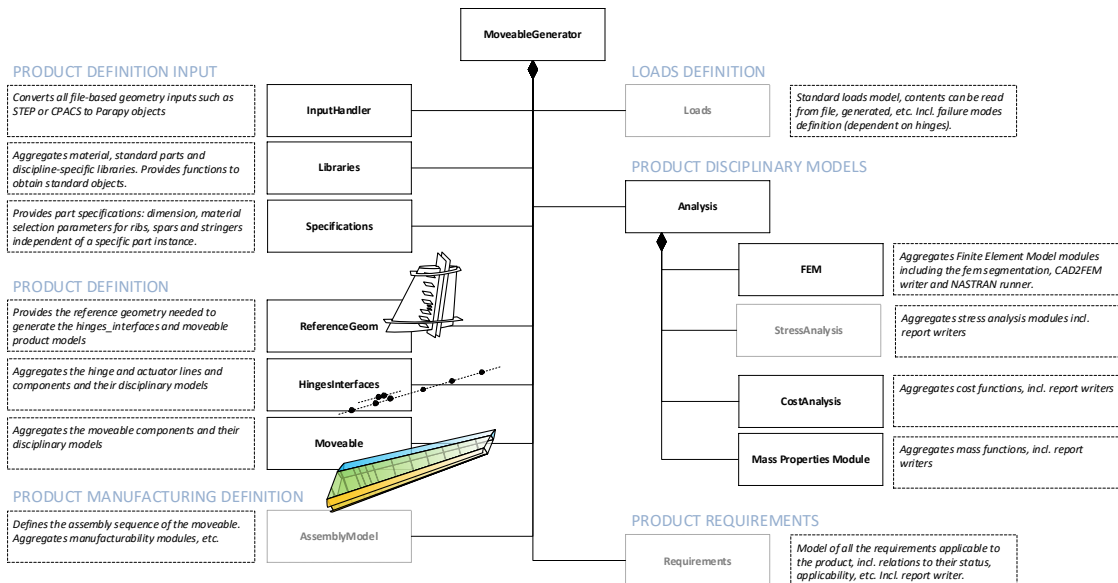 MoveableGenerator
PRODUCT DEFINITION INPUT
Converts all file-based geometry inputs such as
STEP or CPACS to Parapy objects
InputHandler
Aggregates material, standard parts and
discipline-specific libraries. Provides functions to
obtain standard objects.
Libraries
Provides part specifications: dimension, material
selection parameters for ribs, spars and stringers
independent of a specific part instance.
Specifications
PRODUCT DEFINITION
Provides the reference geometry needed to
generate the hinges_interfaces and moveable
product models
ReferenceGeom
Aggregates the hinge and actuator lines and
components and their disciplinary models
HingesInterfaces
Aggregates the moveable components and their
disciplinary models
Moveable
PRODUCT MANUFACTURING DEFINITION
Defines the assembly sequence of the moveable.
Aggregates manufacturability modules, etc.
AssemblyModel
LOADS DEFINITION
Loads
Standard loads model, contents can be read
from file, generated, etc. Incl. failure modes
definition (dependent on hinges).
PRODUCT DISCIPLINARY MODELS
Analysis
FEM
Aggregates Finite Element Model modules
including the fem segmentation, CAD2FEM
writer and NASTRAN runner.
StressAnalysis
Aggregates stress analysis modules incl.
report writers
CostAnalysis
Aggregates cost functions, incl. report writers
Mass Properties Module
Aggregates mass functions, incl. report
writers
PRODUCT REQUIREMENTS
Requirements
Model of all the requirements applicable to
the product, incl. relations to their status,
applicability, etc. Incl. report writer.